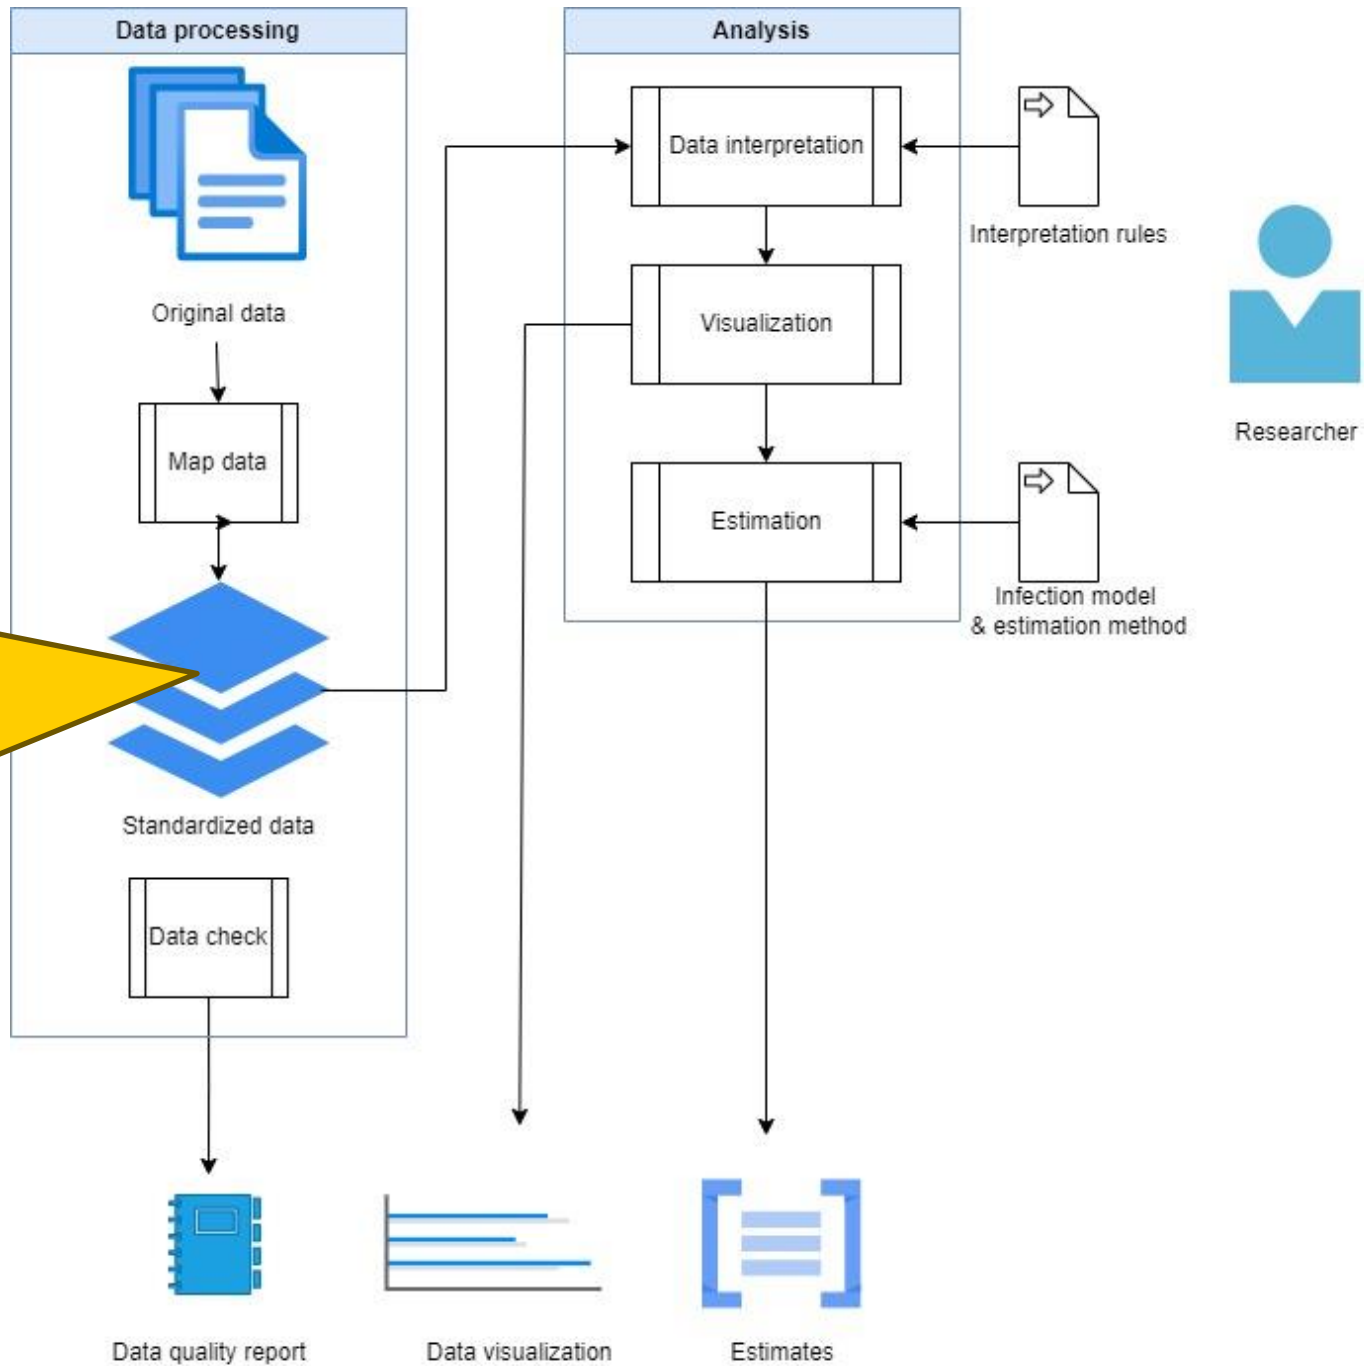 Data processing
Original data
Map data
Standardized data
Data check
Analysis
Data interpretation
Visualization
Estimation
Interpretation rules
Infection model
& estimation method
Researcher
Data quality report
Data visualization
Estimates